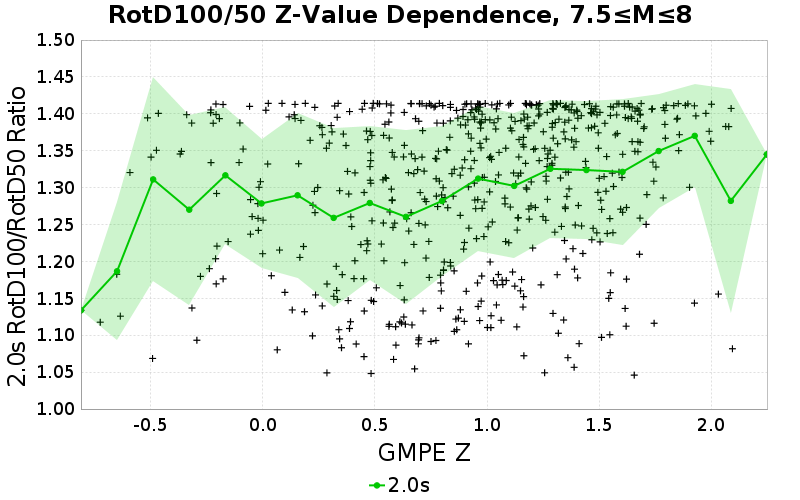 RotD100/50 Z-Value Dependence, 7.5≤M≤8
2.0s RotD100/RotD50 Ratio
1.50
1.45
1.40
1.35
1.30
1.25
1.20
1.15
1.10
1.05
1.00
-0.5 0.0 0.5 1.0 1.5 2.0
GMPE Z
2.0s